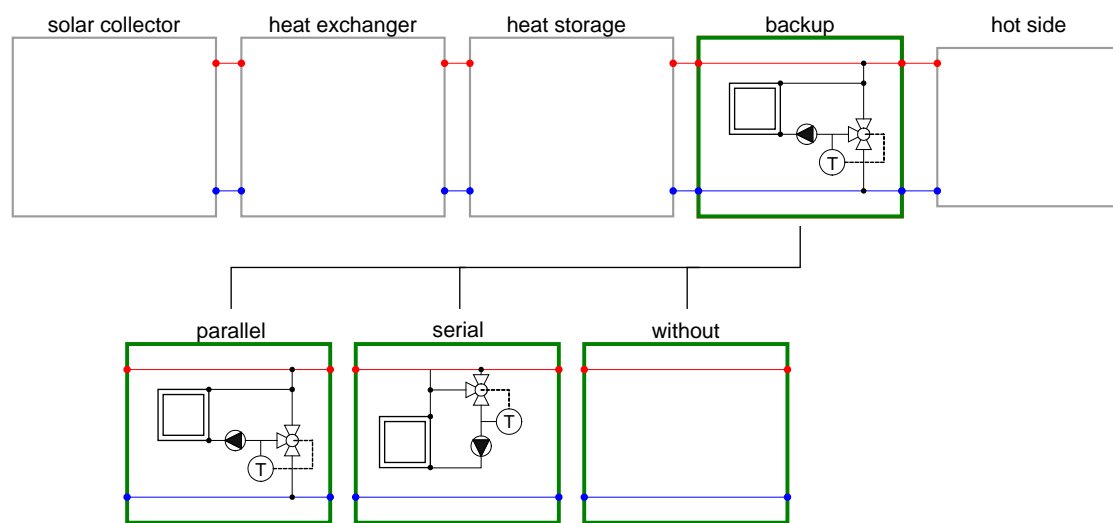 solar collector
heat exchanger
heat storage
backup
hot side
T
parallel
serial
without
T
T